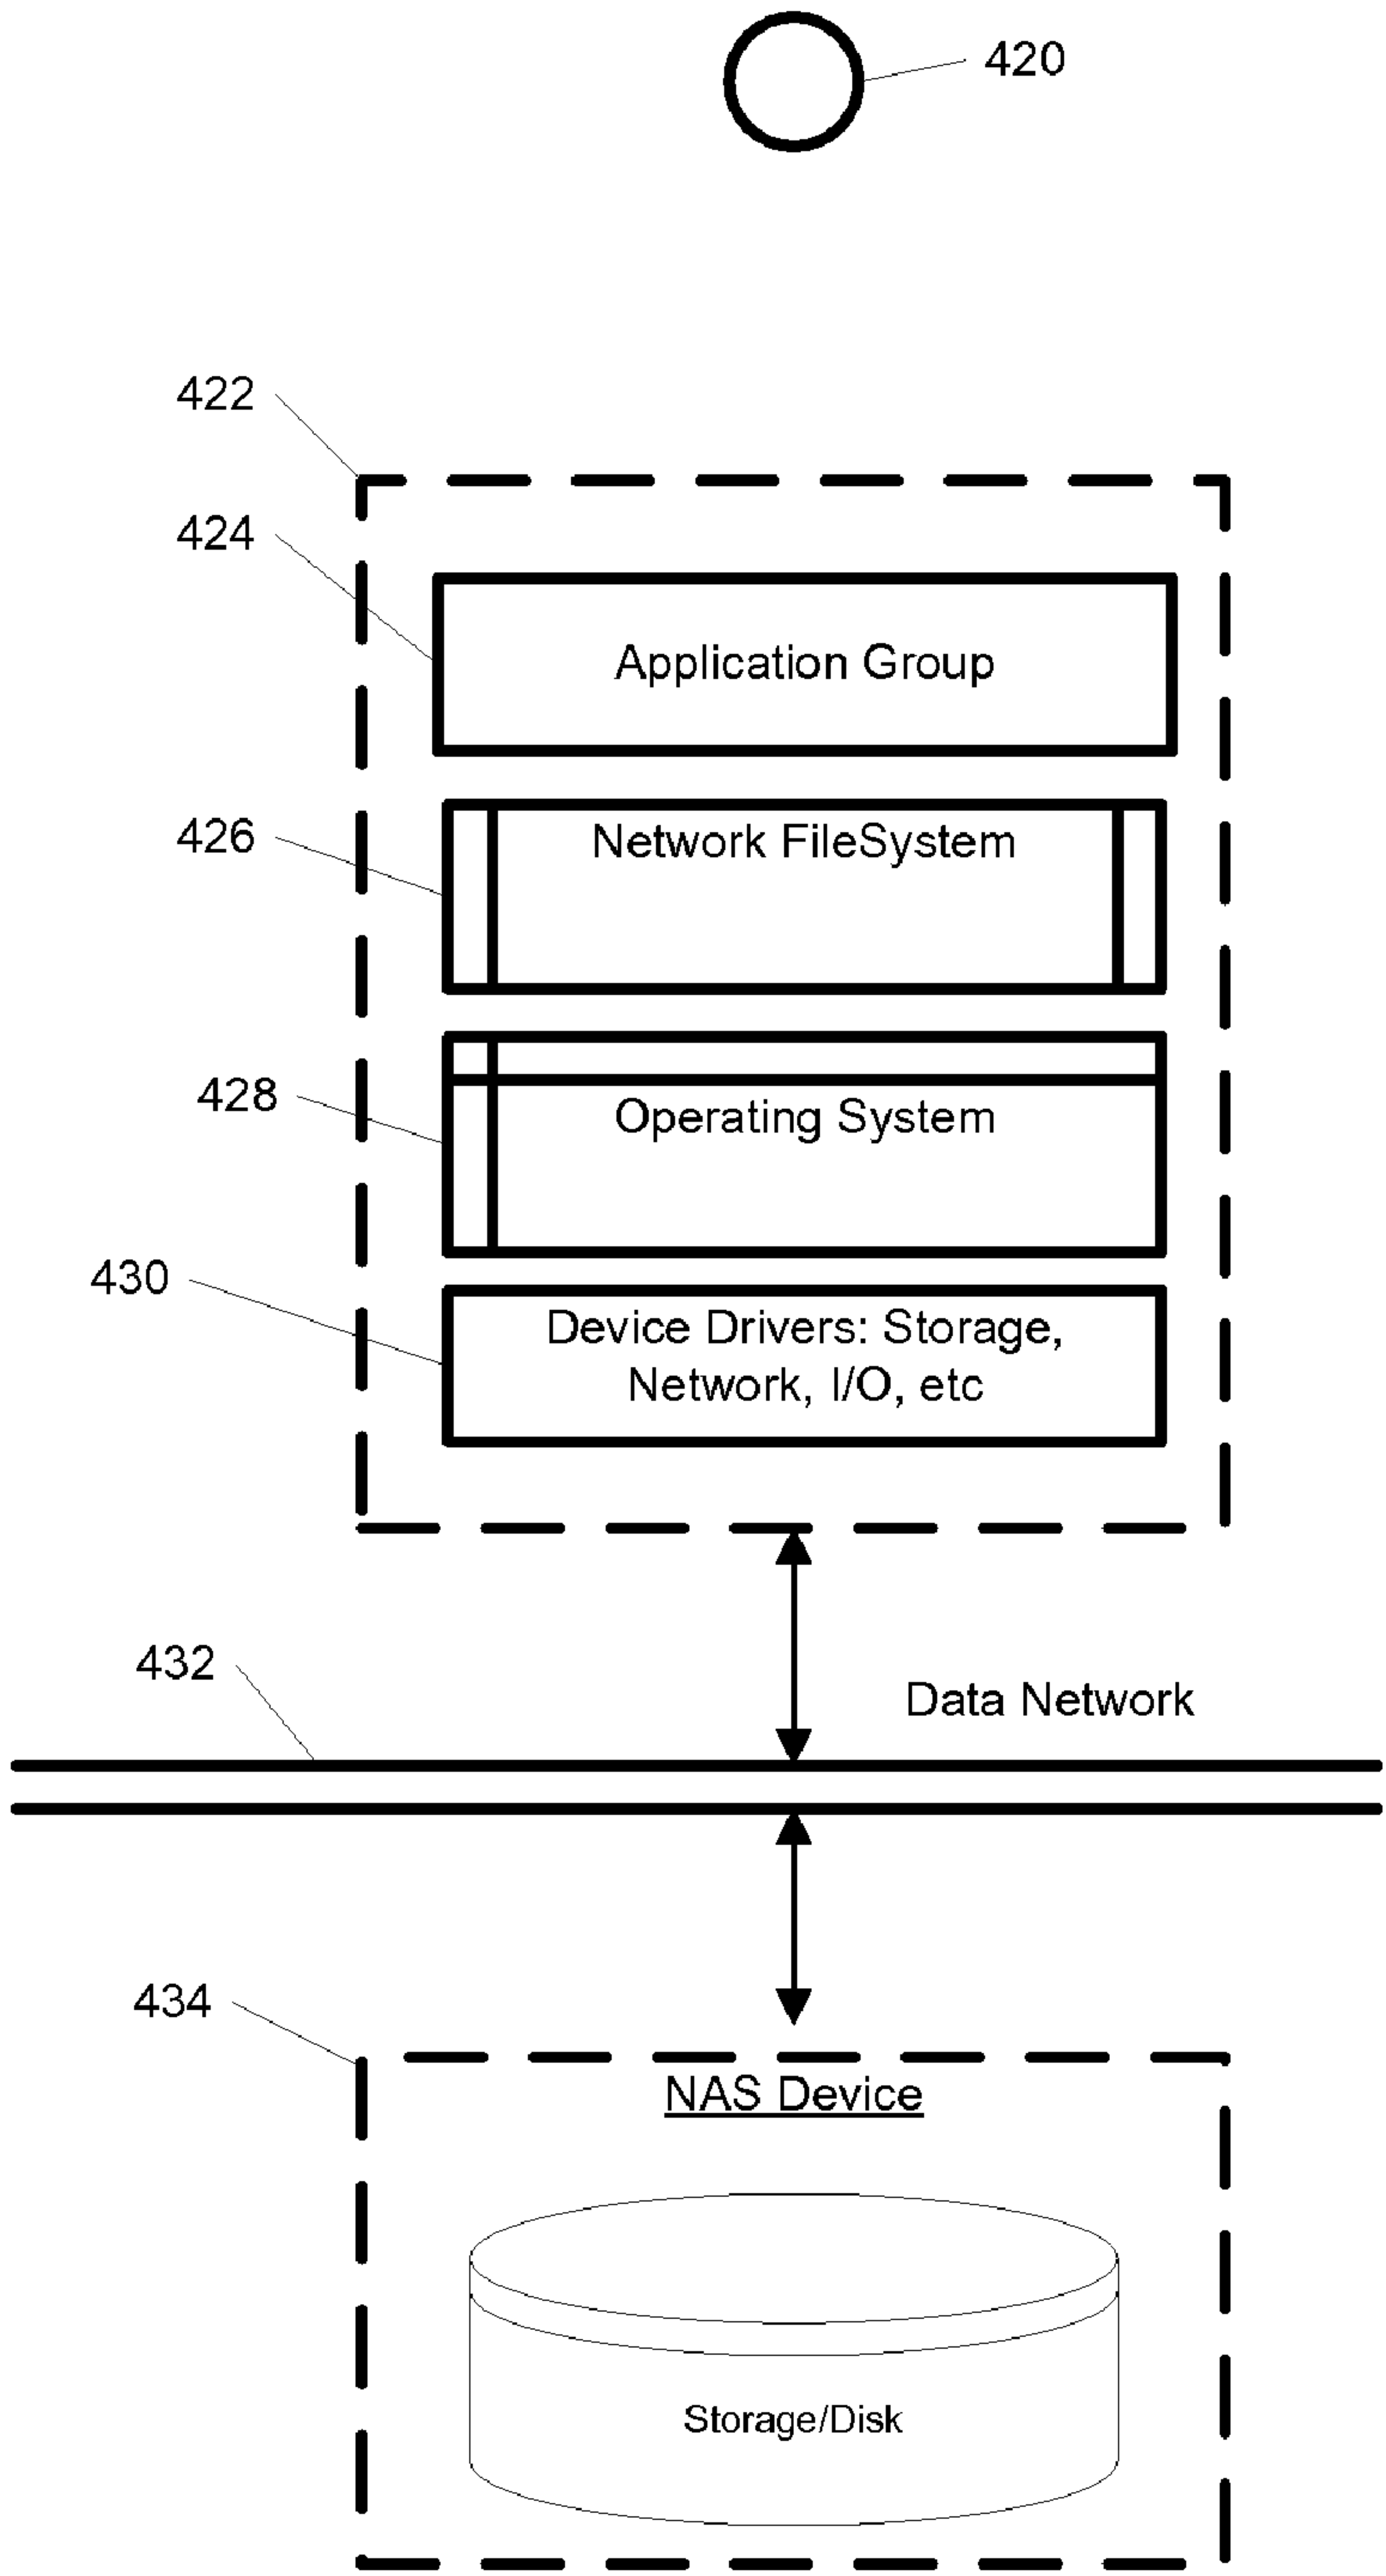 420
422
424
Application Group
426
Network FileSystem
428
Operating System
430
Device Drivers: Storage,
Network, I/O, etc
432
Data Network
434
NAS Device
Storage/Disk